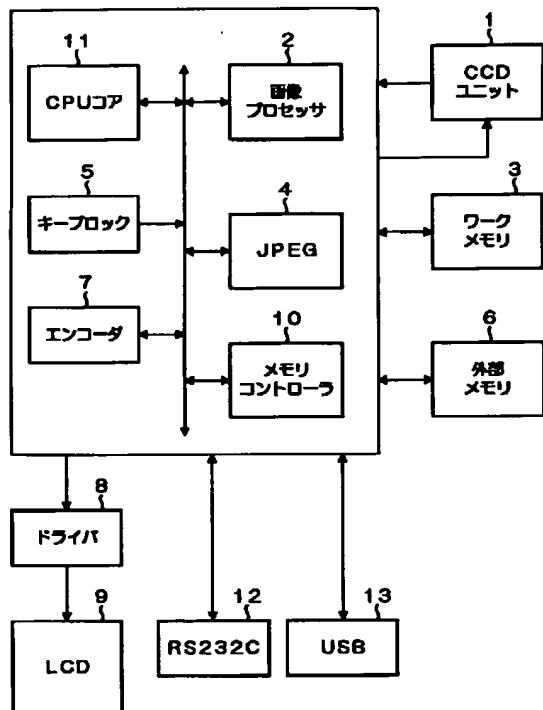 11
CPUコア
2
画像
プロセッサ
1
CCD
ユニット
5
キーブロック
4
JPEG
3
ワーク
メモリ
7
エンコーダ
10
メモリ
コントローラ
6
外部
メモリ
8
ドライバ
9
LCD
12
RS232C
13
USB